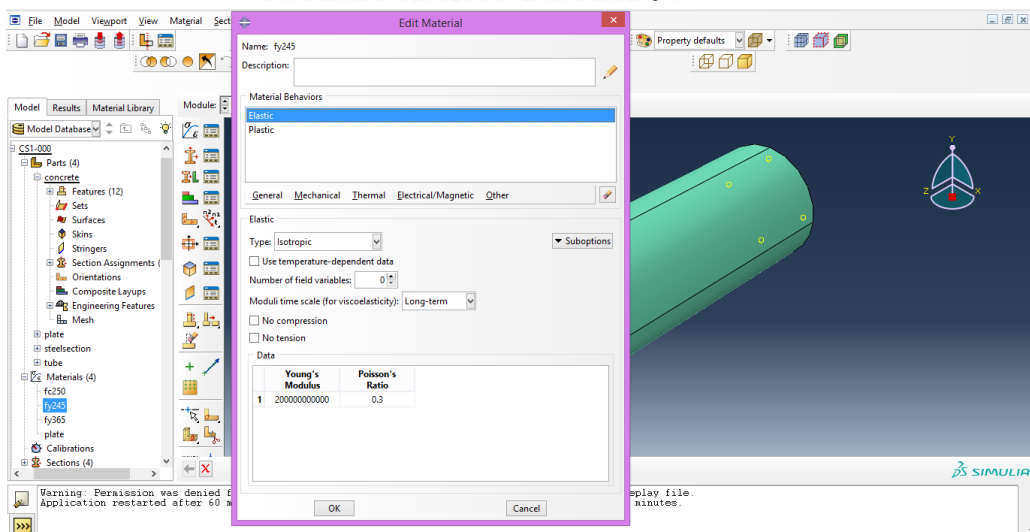 File Model Viewport View Material Sect
Edit Material
Name: fy245
Description:
Property defaults
Material Behaviors
Elastic
Plastic
General Mechanical Thermal Electrical/Magnetic Other
Elastic
Type: Isotropic
Suboptions
Use temperature-dependent data
Number of field variables: 0
Moduli time scale (for viscoelasticity): Long-term
No compression
No tension
Data
Young's Modulus
Poisson's Ratio
1 200000000000 0.3
OK Cancel
Model Results Material Library
Module:
Model Database
CS1-000
Parts (4)
concrete
Features (12)
Sets
Surfaces
Skins
Stringers
Section Assignments (
Orientations
Composite Layups
Engineering Features
Mesh
plate
steelsection
tube
Materials (4)
fc250
fy245
fy365
plate
Calibrations
Sections (4)
Y
Z X
SIMULIA
Warning: Permission was denied f
eplay file.
Application restarted after 60 m
minutes.
>>>